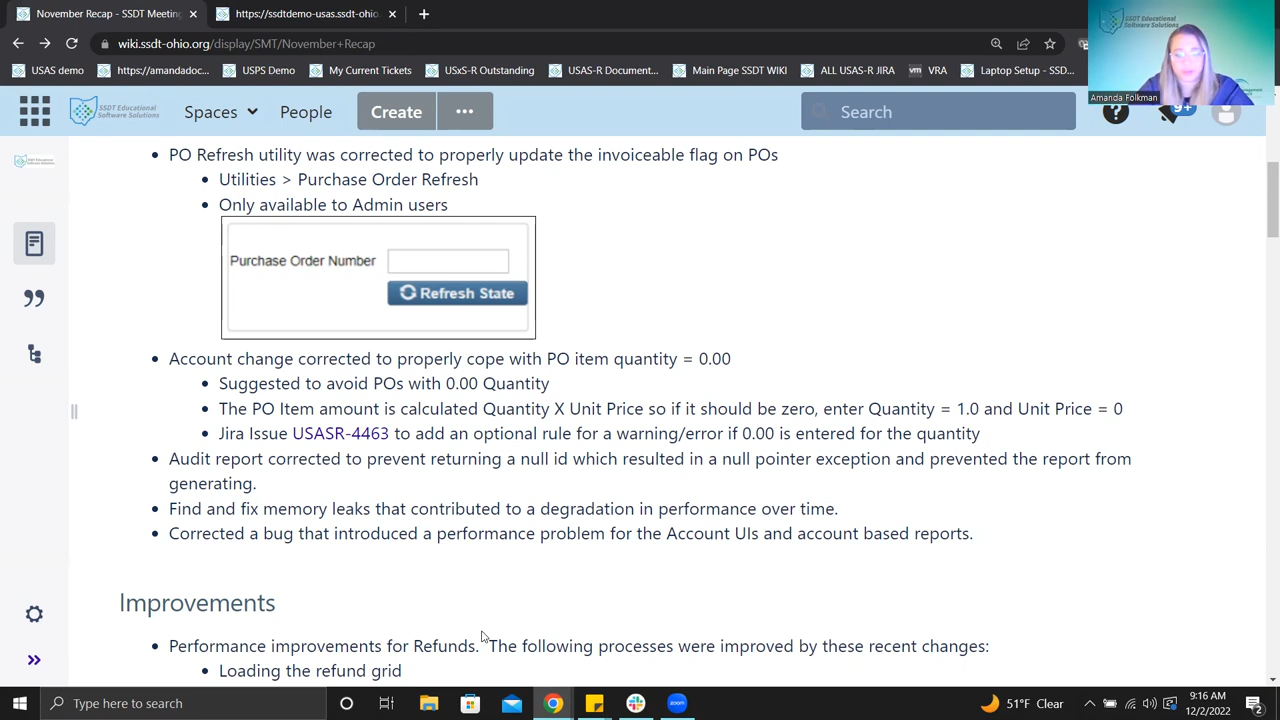 November Recap - SSDT Meeting
https://ssdtdemo-usas.ssdt-ohio.
wiki.ssdt-ohio.org/display/SMT/November+Recap
USAS demo
https://amandadoc...
USPS Demo
My Current Tickets
USxS-R Outstanding
USAS-R Document...
Main Page SSDT WIKI
ALL USAS-R JIRA
VRA
Laptop Setup - SSD...
SSDT Educational
Software Solutions
Amanda Folkman
SSDT Educational
Software Solutions
Spaces
People
Create
Search
9+
PO Refresh utility was corrected to properly update the invoiceable flag on POs
Utilities > Purchase Order Refresh
Only available to Admin users
Purchase Order Number
Refresh State
Account change corrected to properly cope with PO item quantity = 0.00
Suggested to avoid POs with 0.00 Quantity
The PO Item amount is calculated Quantity X Unit Price so if it should be zero, enter Quantity = 1.0 and Unit Price = 0
Jira Issue USASR-4463 to add an optional rule for a warning/error if 0.00 is entered for the quantity
Audit report corrected to prevent returning a null id which resulted in a null pointer exception and prevented the report from
generating.
Find and fix memory leaks that contributed to a degradation in performance over time.
Corrected a bug that introduced a performance problem for the Account UIs and account based reports.
Improvements
Performance improvements for Refunds. The following processes were improved by these recent changes:
Loading the refund grid
Type here to search
51°F Clear
9:16 AM
12/2/2022
2